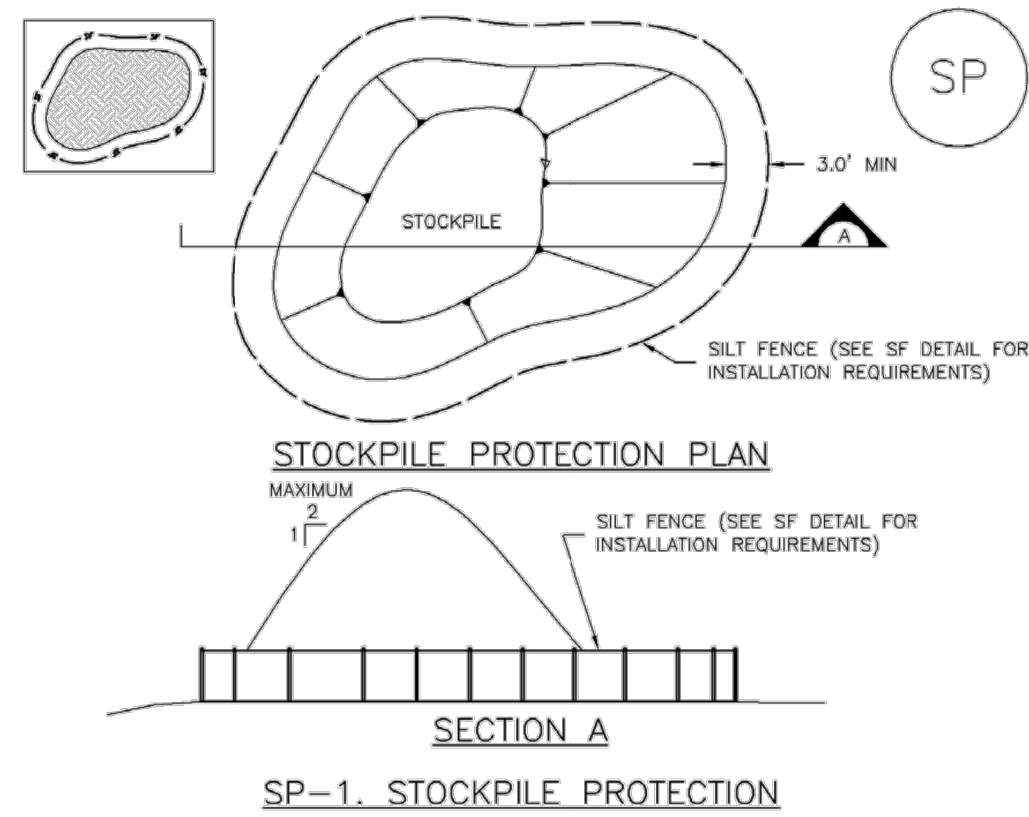 SP
3.0' MIN
STOCKPILE
A
SILT FENCE (SEE SF DETAIL FOR
INSTALLATION REQUIREMENTS)
STOCKPILE PROTECTION PLAN
MAXIMUM
2
1
SILT FENCE (SEE SF DETAIL FOR
INSTALLATION REQUIREMENTS)
SECTION A
SP-1. STOCKPILE PROTECTION